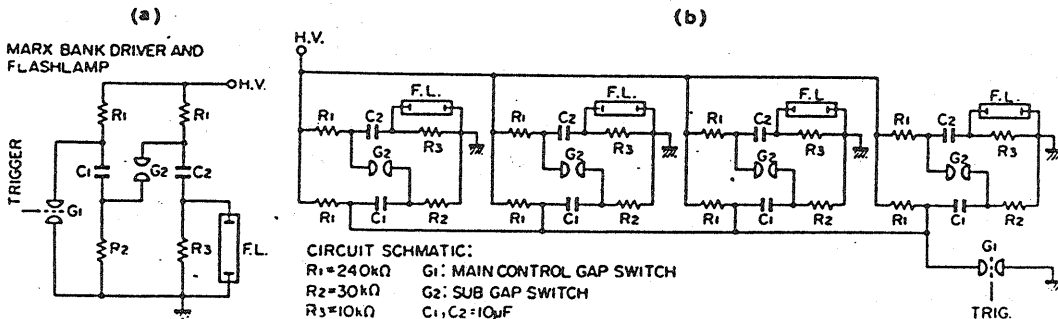 (a)
MARX BANK DRIVER AND
FLASHLAMP
H.V.
R1
R1
TRIGGER
C1
G2
C2
G1
R2
R3
F.L.
(b)
H.V.
F.L.
F.L.
F.L
F.L.
R1
C2
R3
R1
C2
R3
R1
C2
R3
R1
C2
R3
G2
G2
G2
G2
R1
C1
R2
R1
C1
R2
R1
C1
R2
R1
C1
R2
G1
TRIG.
CIRCUIT SCHMATIC:
R1=240kΩ G1: MAIN CONTROL GAP SWITCH
R2=30kΩ G2: SUB GAP SWITCH
R3=10kΩ C1,C2=10μF